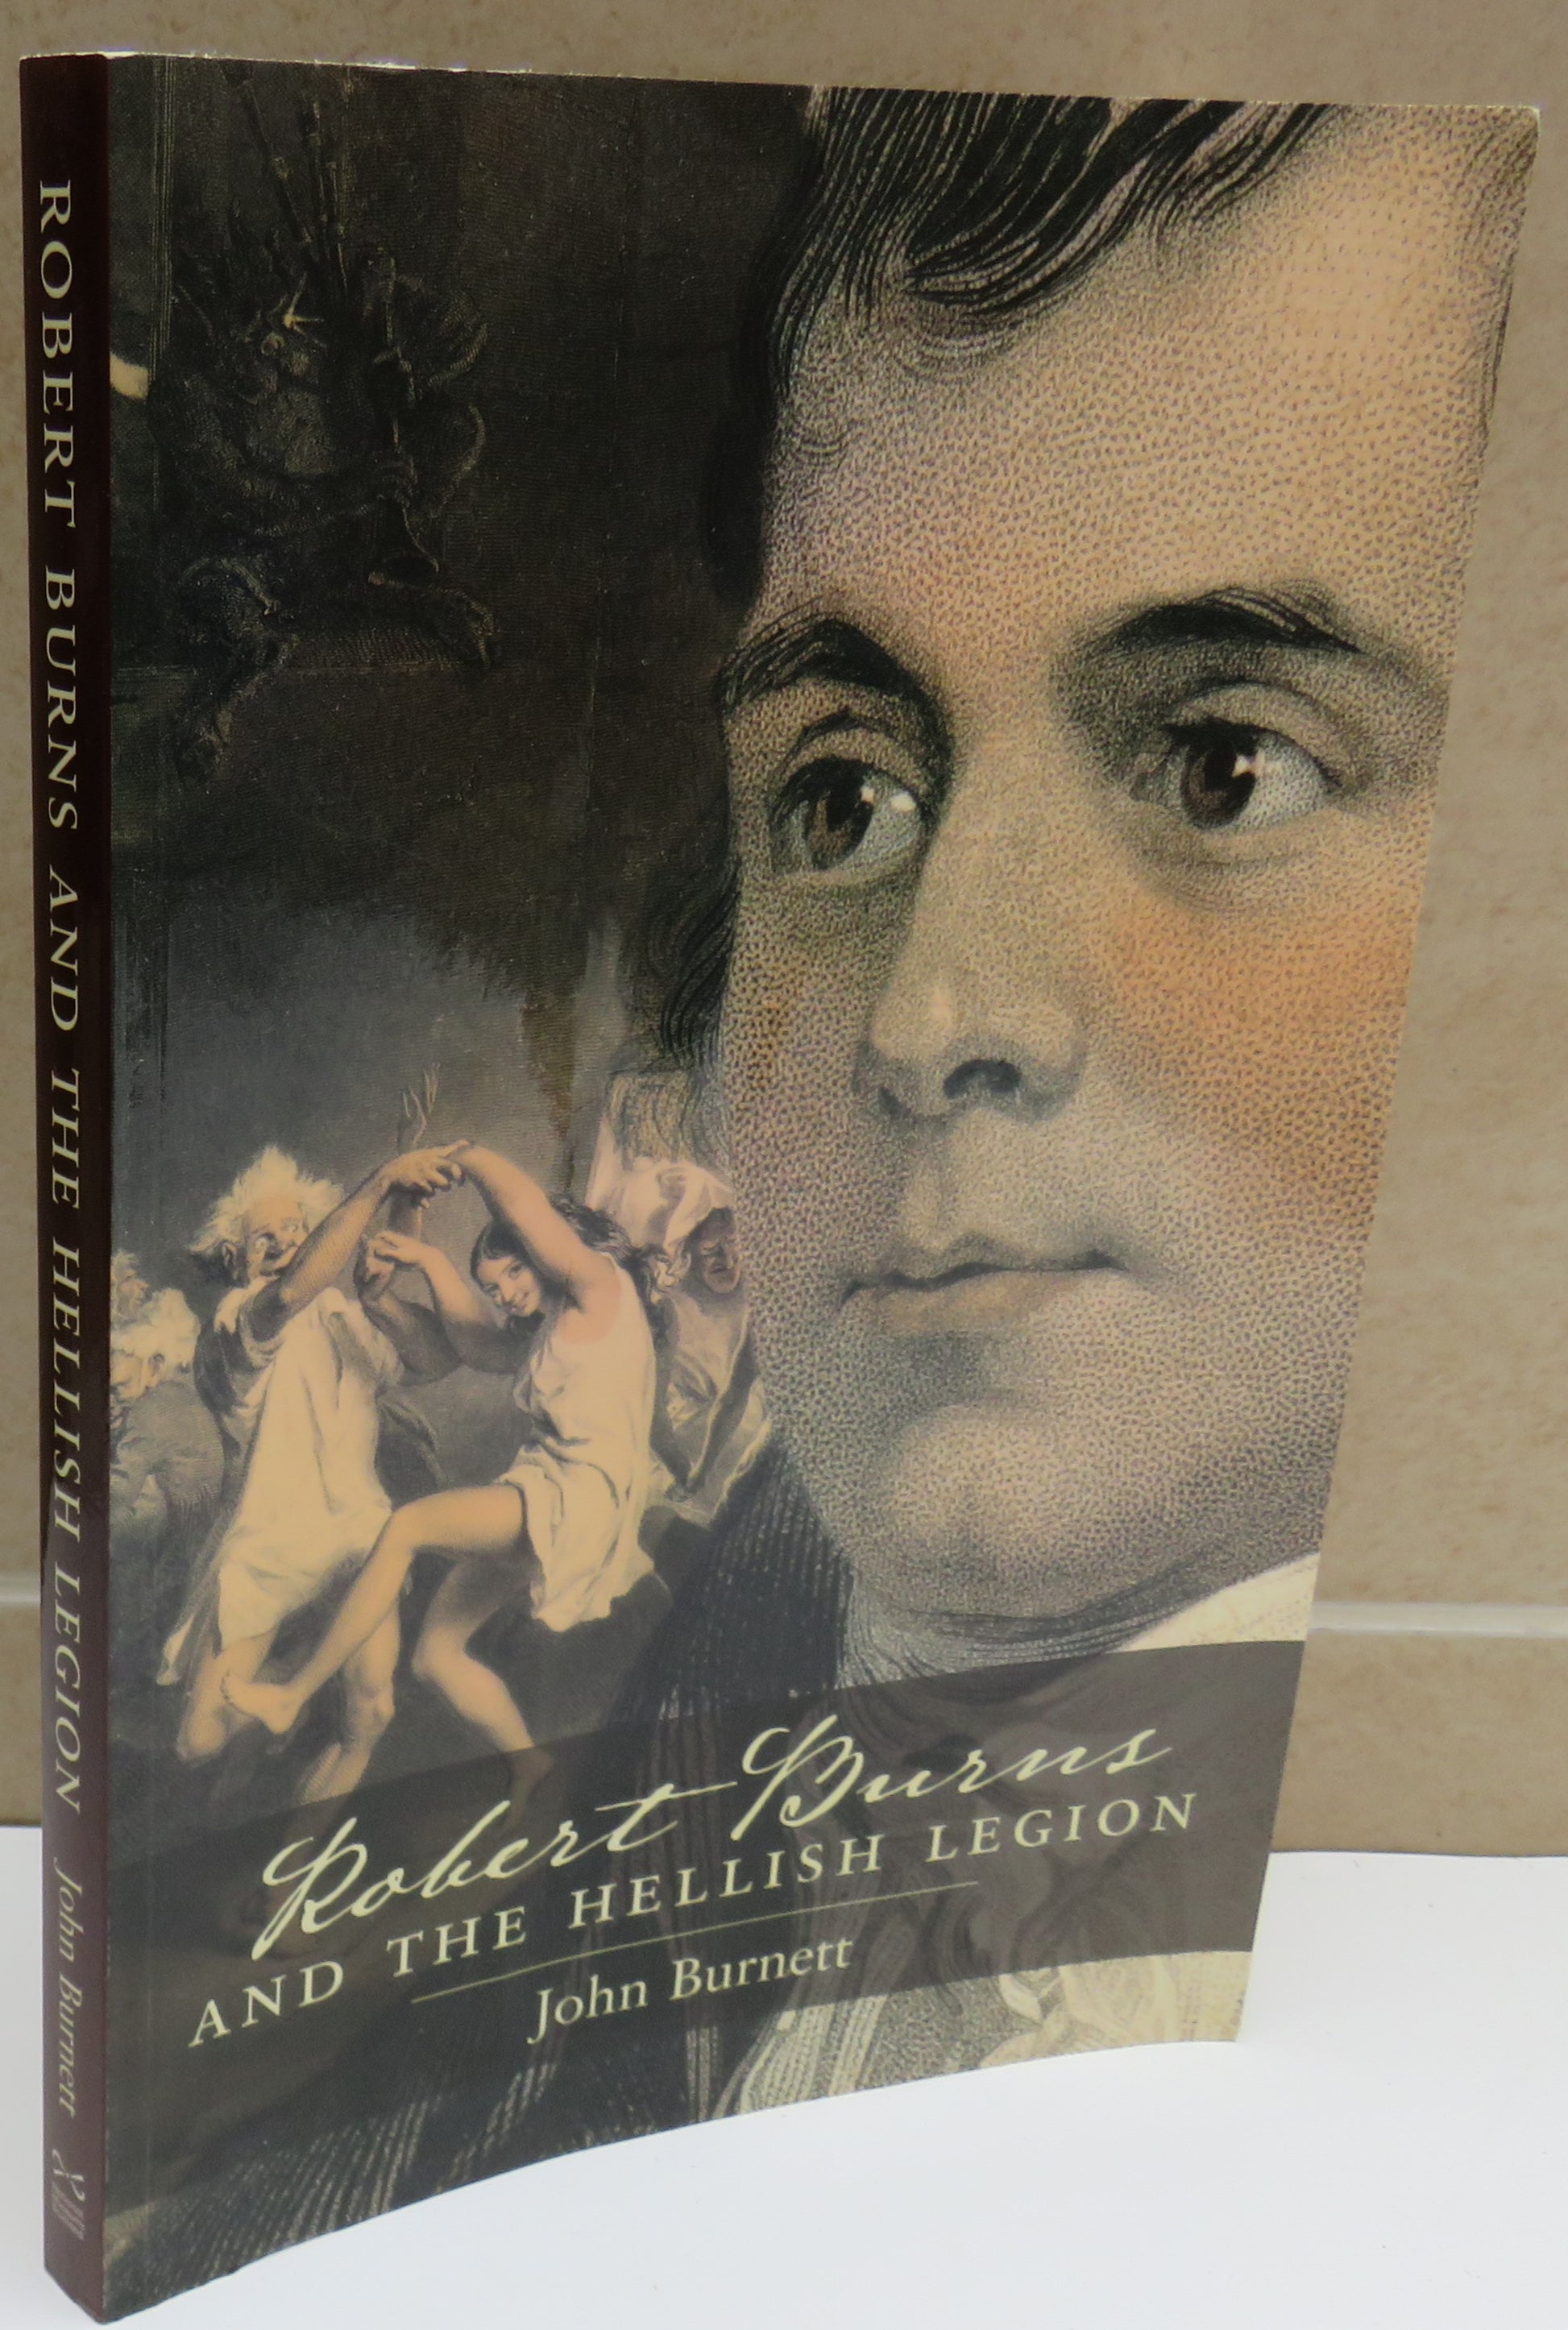 ROBERT BURNS AND THE HELLISH LEGION John Burnett
Robert Burns
AND THE HELLISH LEGION
John Burnett